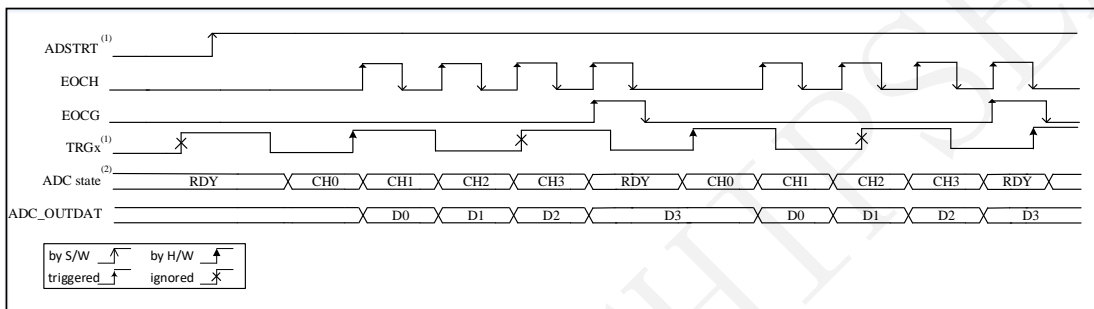 ADSTRT (1)
EOCH
EOCG
TRGx(1)
ADC state (2) RDY CH0 CH1 CH2 CH3 RDY CH0 CH1 CH2 CH3 RDY
ADC_OUTDAT D0 D1 D2 D3 D0 D1 D2 D3
by S/W by H/W
triggered ignored